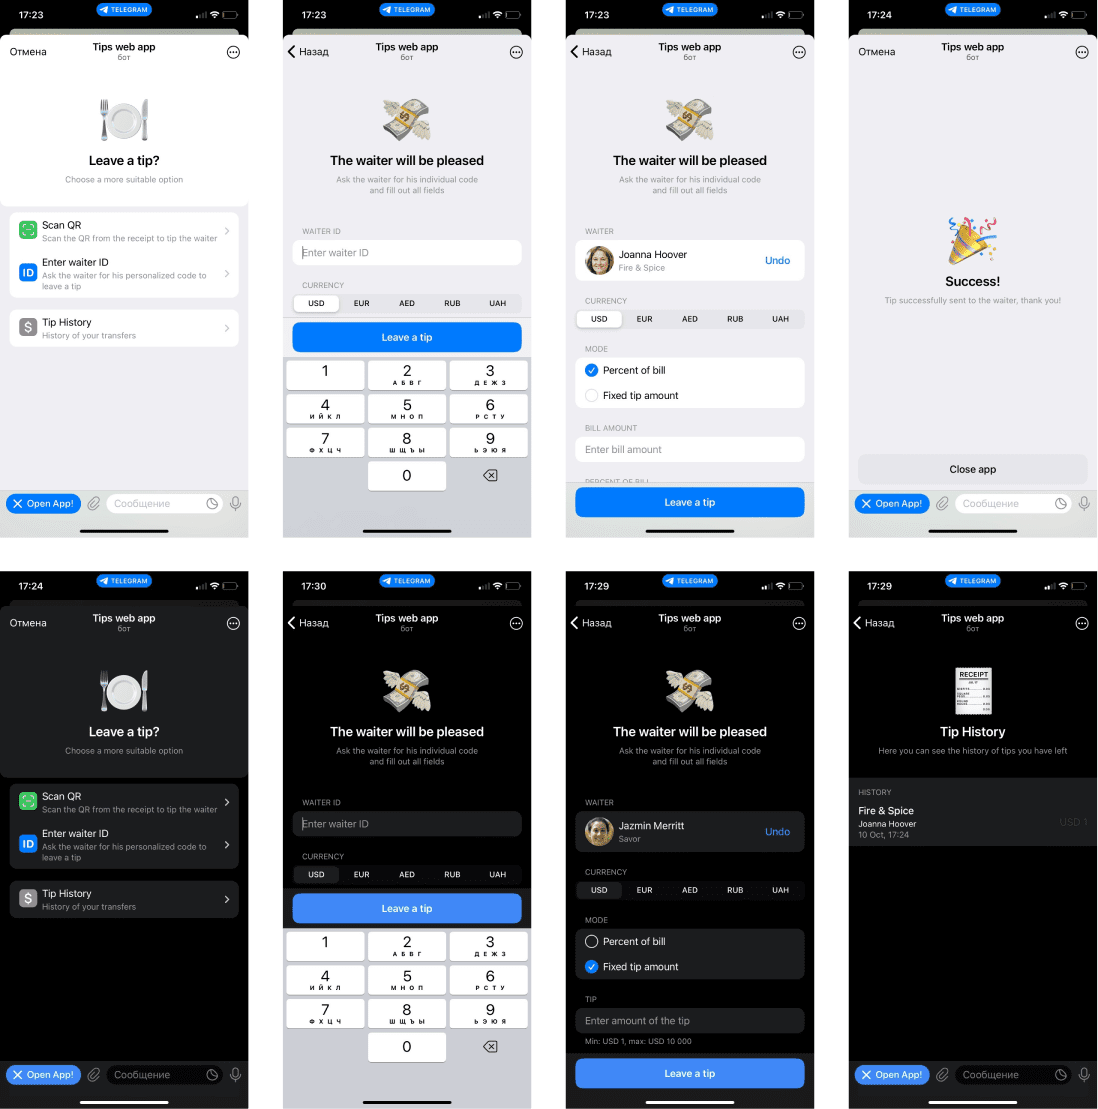 17:23
TELEGRAM
Отмена
Tips web app
бот
Leave a tip?
Choose a more suitable option
Scan QR
Scan the QR from the receipt to tip the waiter
ID
Enter waiter ID
Ask the waiter for his personalized code to
leave a tip
$
Tip History
History of your transfers
Open App!
Сообщение
17:23
TELEGRAM
Назад
Tips web app
бот
The waiter will be pleased
Ask the waiter for his individual code
and fill out all fields
WAITER ID
Enter waiter ID
CURRENCY
USD EUR AED RUB UAH
Leave a tip
1 2 3
АБВГ ДЕЖЗ
4 5 6
ИЙКЛ МНОП РСТУ
7 8 9
ФХЦЧ ШЩЪЫ ЬЭЮЯ
0
17:23
TELEGRAM
Назад
Tips web app
бот
The waiter will be pleased
Ask the waiter for his individual code
and fill out all fields
WAITER
Joanna Hoover
Fire & Spice
Undo
CURRENCY
USD EUR AED RUB UAH
MODE
Percent of bill
Fixed tip amount
BILL AMOUNT
Enter bill amount
PERCENT OF BILL
Leave a tip
17:24
TELEGRAM
Отмена
Tips web app
бот
Success!
Tip successfully sent to the waiter, thank you!
Close app
Open App!
Сообщение
17:24
TELEGRAM
Отмена
Tips web app
бот
Leave a tip?
Choose a more suitable option
Scan QR
Scan the QR from the receipt to tip the waiter
ID
Enter waiter ID
Ask the waiter for his personalized code to
leave a tip
$
Tip History
History of your transfers
Open App!
Сообщение
17:30
TELEGRAM
Назад
Tips web app
бот
The waiter will be pleased
Ask the waiter for his individual code
and fill out all fields
WAITER ID
Enter waiter ID
CURRENCY
USD EUR AED RUB UAH
Leave a tip
1 2 3
АБВГ ДЕЖЗ
4 5 6
ИЙКЛ МНОП РСТУ
7 8 9
ФХЦЧ ШЩЪЫ ЬЭЮЯ
0
17:29
TELEGRAM
Назад
Tips web app
бот
The waiter will be pleased
Ask the waiter for his individual code
and fill out all fields
WAITER
Jazmin Merritt
Savor
Undo
CURRENCY
USD EUR AED RUB UAH
MODE
Percent of bill
Fixed tip amount
TIP
Enter amount of the tip
Min: USD 1, max: USD 10 000
Leave a tip
17:29
TELEGRAM
Назад
Tips web app
бот
RECEIPT
Tip History
Here you can see the history of tips you have left
HISTORY
Fire & Spice
Joanna Hoover
10 Oct, 17:24
USD 1
Open App!
Сообщение